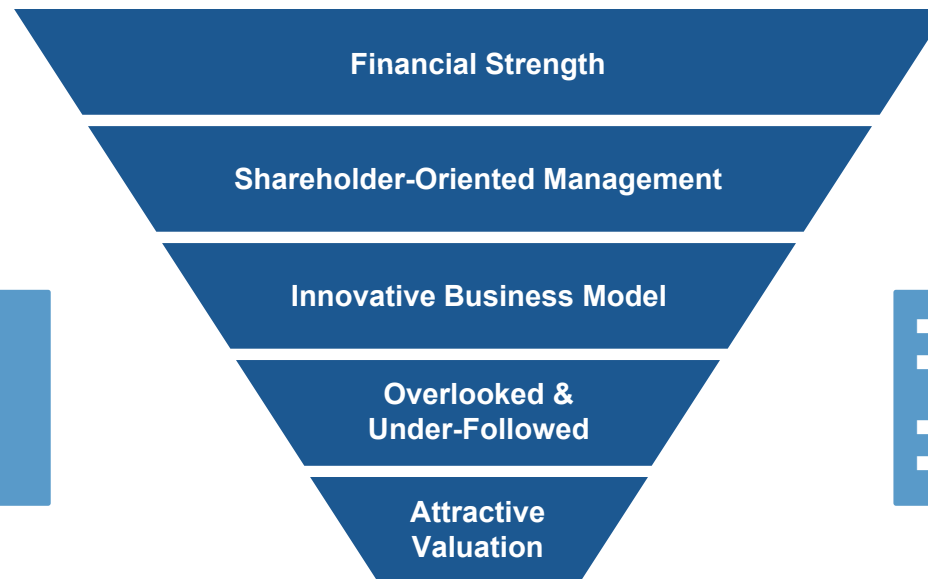 Financial Strength
Shareholder-Oriented Management
Innovative Business Model
Overlooked &
Under-Followed
Attractive
Valuation